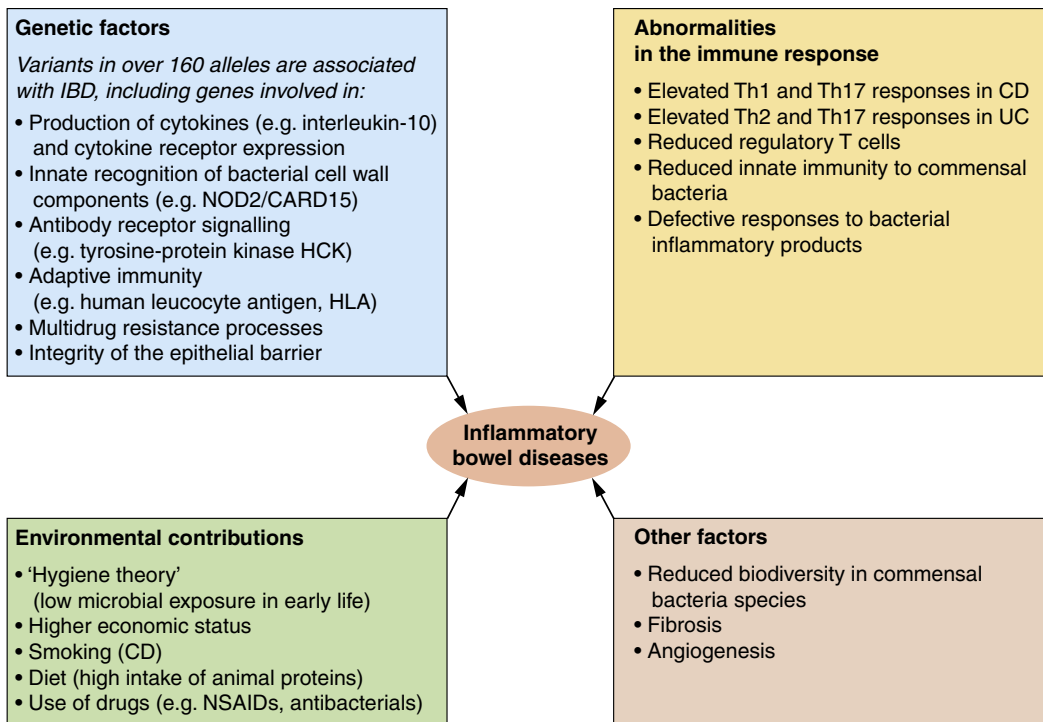 Genetic factors
Variants in over 160 alleles are associated
with IBD, including genes involved in:
• Production of cytokines (e.g. interleukin-10)
and cytokine receptor expression
• Innate recognition of bacterial cell wall
components (e.g. NOD2/CARD15)
• Antibody receptor signalling
(e.g. tyrosine-protein kinase HCK)
• Adaptive immunity
(e.g. human leucocyte antigen, HLA)
• Multidrug resistance processes
• Integrity of the epithelial barrier
Abnormalities
in the immune response
• Elevated Th1 and Th17 responses in CD
• Elevated Th2 and Th17 responses in UC
• Reduced regulatory T cells
• Reduced innate immunity to commensal
bacteria
• Defective responses to bacterial
inflammatory products
Inflammatory
bowel diseases
Environmental contributions
• ‘Hygiene theory’
(low microbial exposure in early life)
• Higher economic status
• Smoking (CD)
• Diet (high intake of animal proteins)
• Use of drugs (e.g. NSAIDs, antibacterials)
Other factors
• Reduced biodiversity in commensal
bacteria species
• Fibrosis
• Angiogenesis